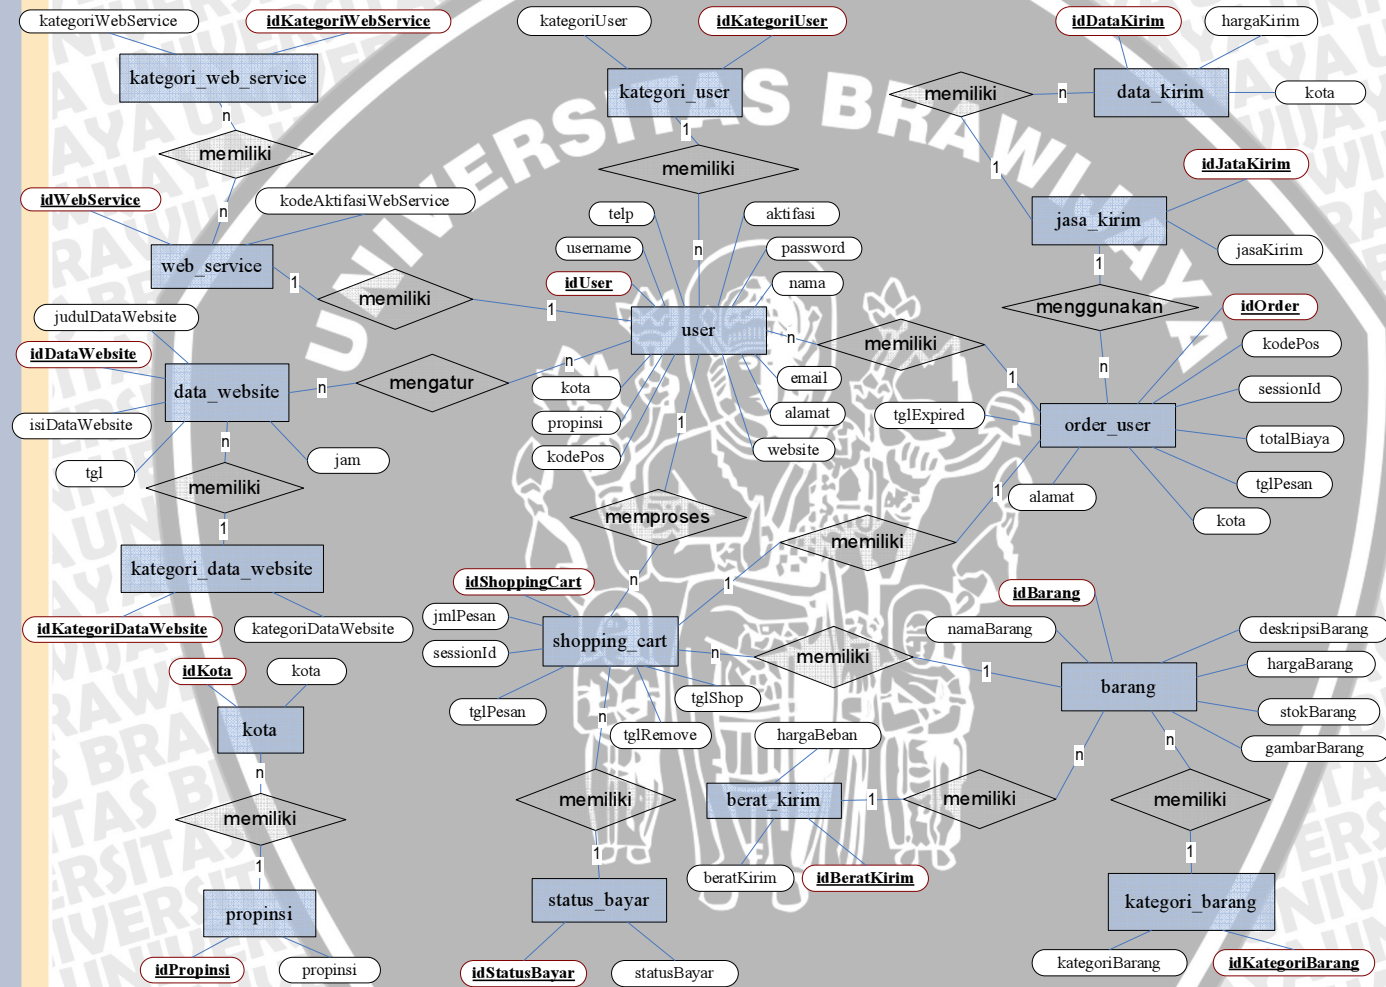 kategoriWebService
idKategoriWebService
kategori_web_service
n
memiliki
n
idWebService
kodeAktifasiWebService
web_service
1
memiliki
1
kategoriUser
idKategoriUser
kategori_user
1
memiliki
n
telp
aktifasi
username
password
idUser
nama
user
kota
email
propinsi
alamat
kodePos
website
idDataKirim
hargaKirim
data_kirim
kota
n
memiliki
1
idJataKirim
jasa_kirim
jasaKirim
1
menggunakan
n
idOrder
kodePos
sessionId
order_user
totalBiaya
tglPesan
kota
alamat
tglExpired
n
memiliki
1
judulDataWebsite
idDataWebsite
data_website
isiDataWebsite
tgl
jam
n
mengatur
n
n
memiliki
1
kategori_data_website
idKategoriDataWebsite
kategoriDataWebsite
1
memproses
n
1
memiliki
1
idShoppingCart
jmlPesan
shopping_cart
sessionId
tglPesan
tglShop
tglRemove
n
memiliki
1
idBarang
namaBarang
deskripsiBarang
hargaBarang
barang
stokBarang
gambarBarang
idKota
kota
kota
n
memiliki
1
propinsi
idPropinsi
propinsi
n
memiliki
1
status_bayar
idStatusBayar
statusBayar
hargaBeban
berat_kirim
beratKirim
idBeratKirim
1
memiliki
n
n
memiliki
1
kategori_barang
kategoriBarang
idKategoriBarang
UNIVERSITAS BRAWIJAYA